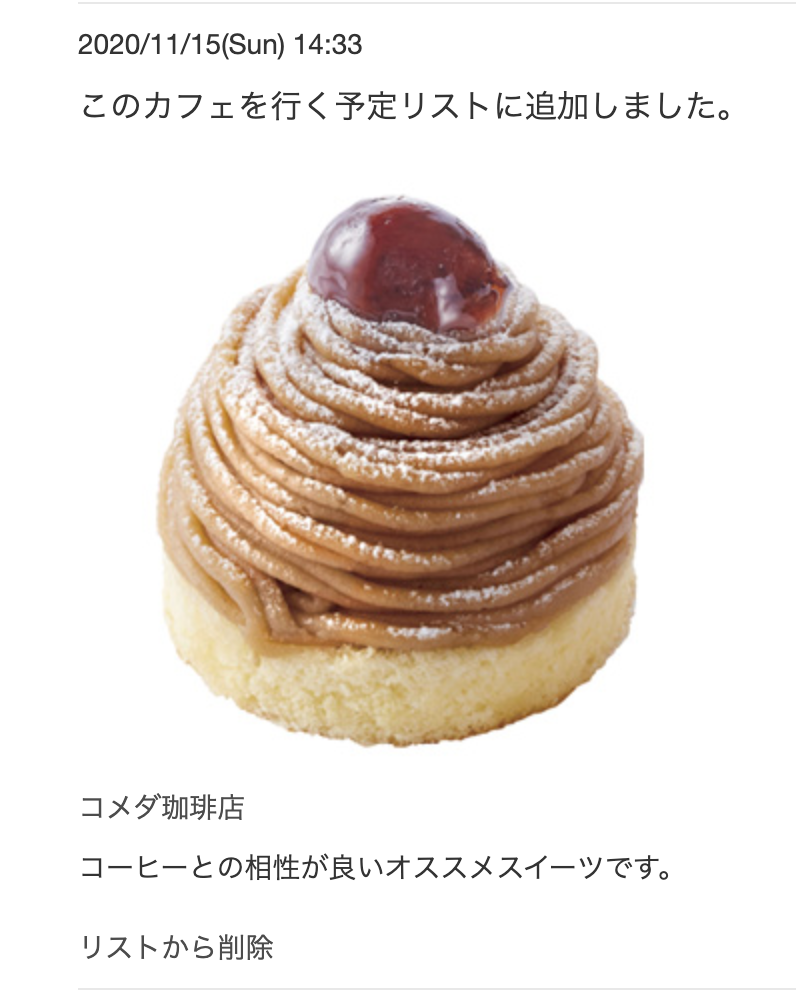 2020/11/15(Sun) 14:33
このカフェを行く予定リストに追加しました。
コメダ珈琲店
コーヒーとの相性が良いオススメスイーツです。
リストから削除